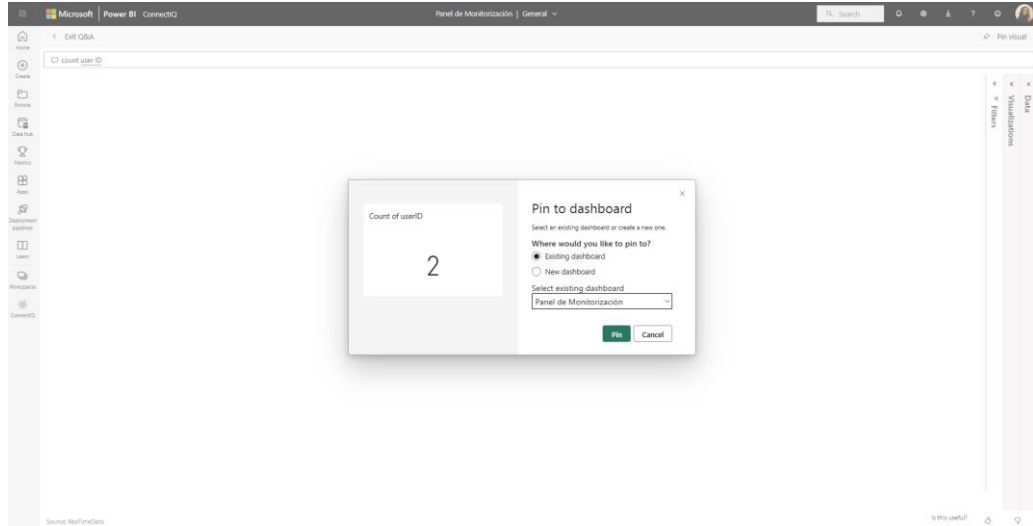 Microsoft Power BI ConnectIQ
Panel de Monitorización | General
Search
Exit Q&A
Pin visual
count user ID
Home
Create
Browse
Data hub
Metrics
Apps
Deployment
pipelines
Learn
Workspaces
ConnectIQ
Filters
Visualizations
Data
Count of userID
2
Pin to dashboard
Select an existing dashboard or create a new one.
Where would you like to pin to?
Existing dashboard
New dashboard
Select existing dashboard
Panel de Monitorización
Pin Cancel
Source: RealTimeData
Is this useful?